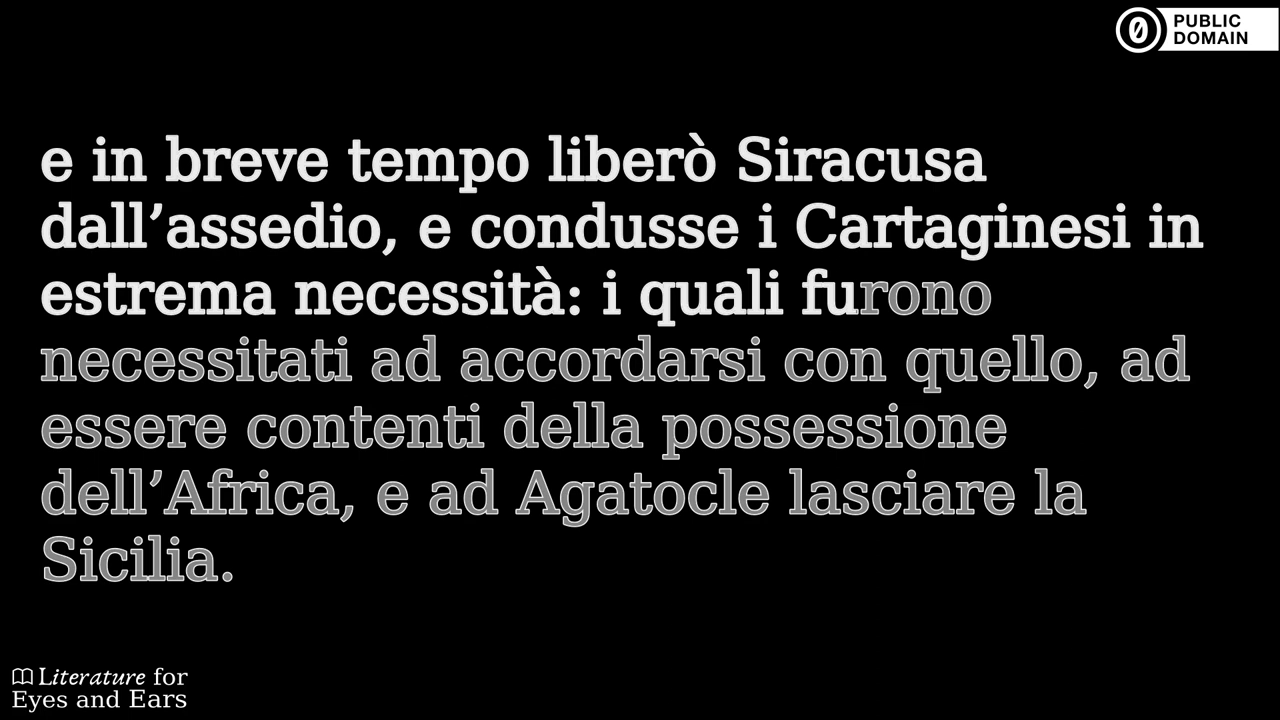 PUBLIC
DOMAIN
e in breve tempo liberò Siracusa
dall’assedio, e condusse i Cartaginesi in
estrema necessità: i quali furono
necessitati ad accordarsi con quello, ad
essere contenti della possessione
dell’Africa, e ad Agatocle lasciare la
Sicilia.
Literature for
Eyes and Ears